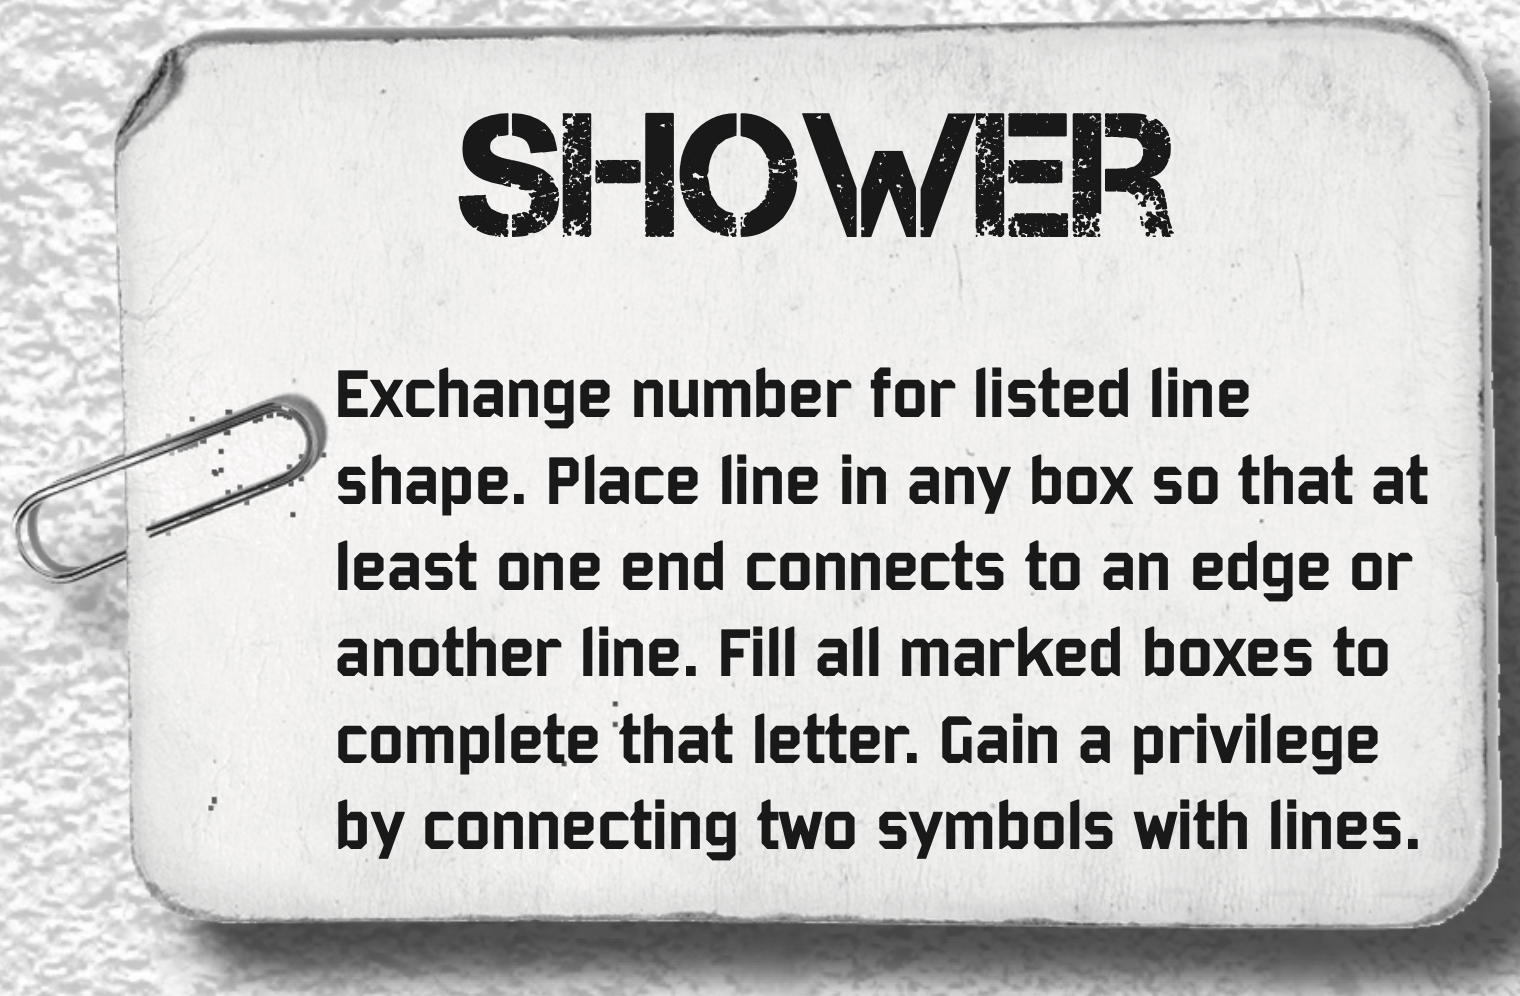 SHOWER
Exchange number for listed line
shape. Place line in any box so that at
least one end connects to an edge or
another line. Fill all marked boxes to
complete that letter. Gain a privilege
by connecting two symbols with lines.